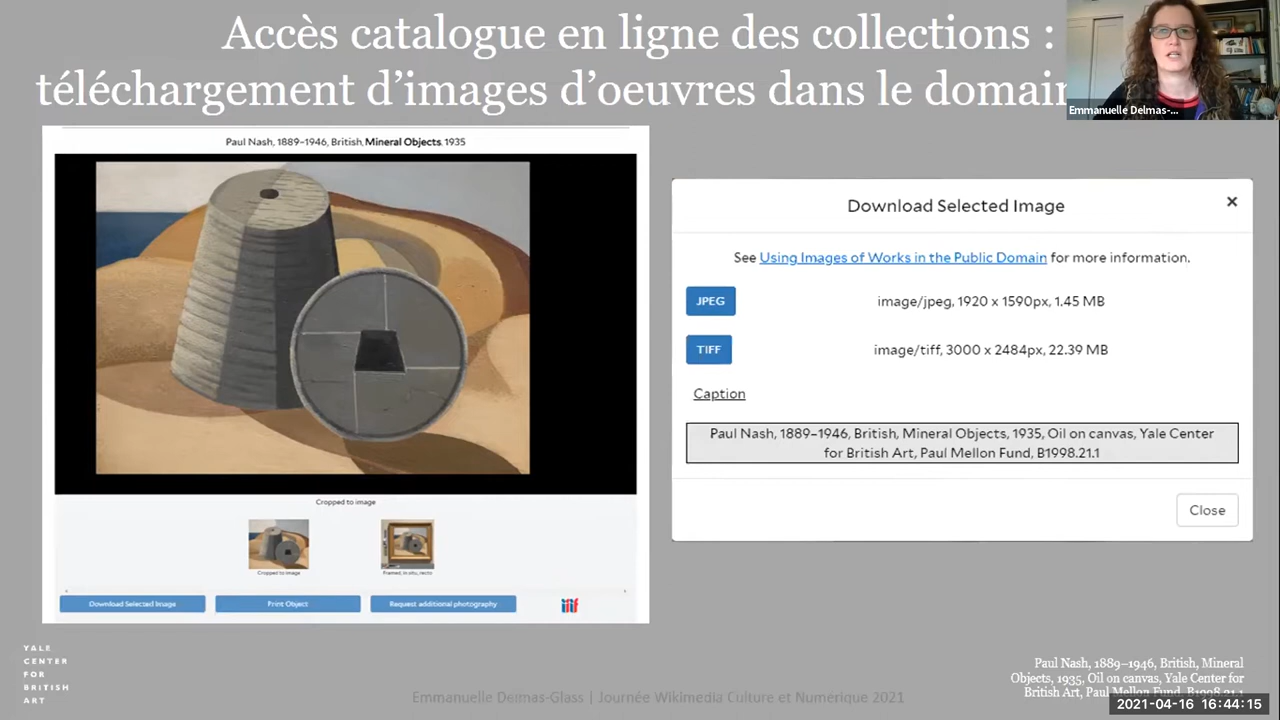 Accès catalogue en ligne des collections :
téléchargement d'images d'oeuvres dans le domain
Emmanuelle Delmas-...
Paul Nash, 1889–1946, British, Mineral Objects, 1935
Cropped to image
Cropped to image
Framed, in situ, recto
Download Selected Image
Print Object
Request additional photography
iiif
Download Selected Image
×
See Using Images of Works in the Public Domain for more information.
JPEG image/jpeg, 1920 x 1590px, 1.45 MB
TIFF image/tiff, 3000 x 2484px, 22.39 MB
Caption
Paul Nash, 1889–1946, British, Mineral Objects, 1935, Oil on canvas, Yale Center
for British Art, Paul Mellon Fund, B1998.21.1
Close
YALE
CENTER
FOR
BRITISH
ART
Emmanuelle Delmas-Glass | Journée Wikimedia Culture et Numérique 2021
Paul Nash, 1889–1946, British, Mineral
Objects, 1935, Oil on canvas, Yale Center for
British Art, Paul Mellon Fund, B1998.21.1
2021-04-16 16:44:15